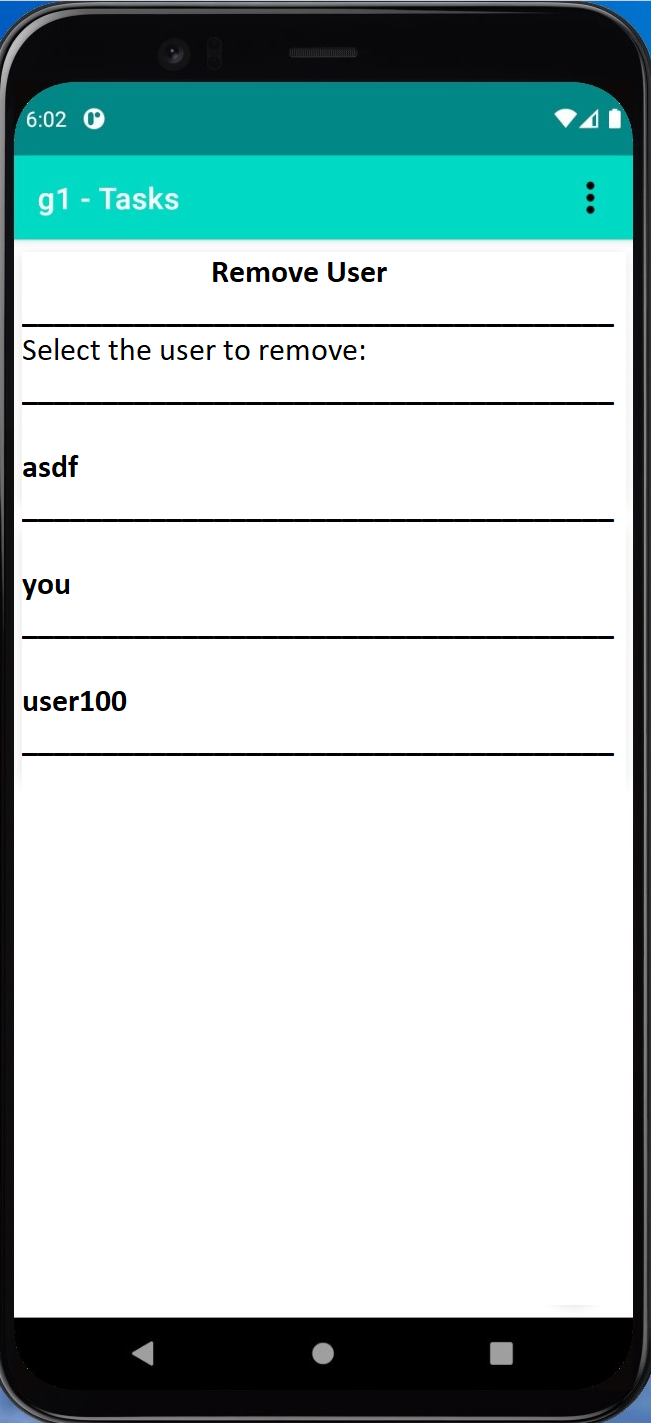 6:02
g1 - Tasks
Remove User
Select the user to remove:
asdf
you
user100